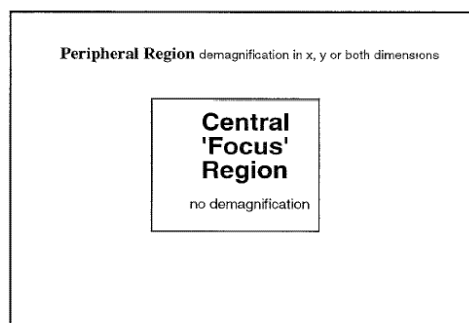 Peripheral Region demagnification in x, y or both dimensions
Central
'Focus'
Region
no demagnification